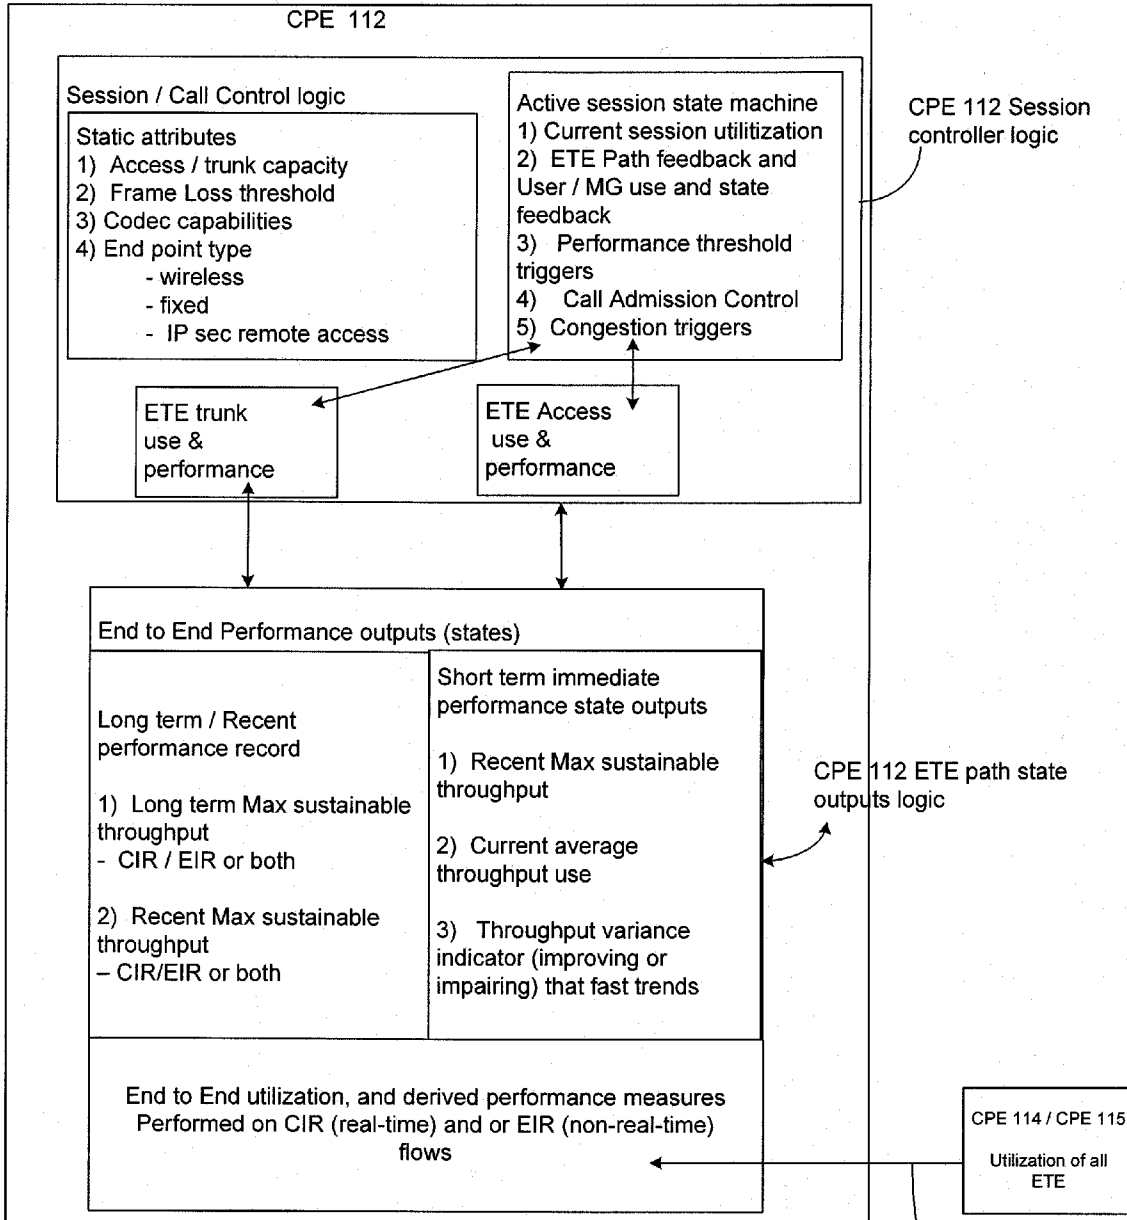 CPE 112
Session / Call Control logic
Static attributes
1) Access / trunk capacity
2) Frame Loss threshold
3) Codec capabilities
4) End point type
- wireless
- fixed
- IP sec remote access
Active session state machine
1) Current session utilitization
2) ETE Path feedback and
User / MG use and state
feedback
3) Performance threshold
triggers
4) Call Admission Control
5) Congestion triggers
CPE 112 Session
controller logic
ETE trunk
use &
performance
ETE Access
use &
performance
End to End Performance outputs (states)
Long term / Recent
performance record
1) Long term Max sustainable
throughput
- CIR / EIR or both
2) Recent Max sustainable
throughput
– CIR/EIR or both
Short term immediate
performance state outputs
1) Recent Max sustainable
throughput
2) Current average
throughput use
3) Throughput variance
indicator (improving or
impairing) that fast trends
CPE 112 ETE path state
outputs logic
End to End utilization, and derived performance measures
Performed on CIR (real-time) and or EIR (non-real-time)
flows
CPE 114 / CPE 115
Utilization of all
ETE